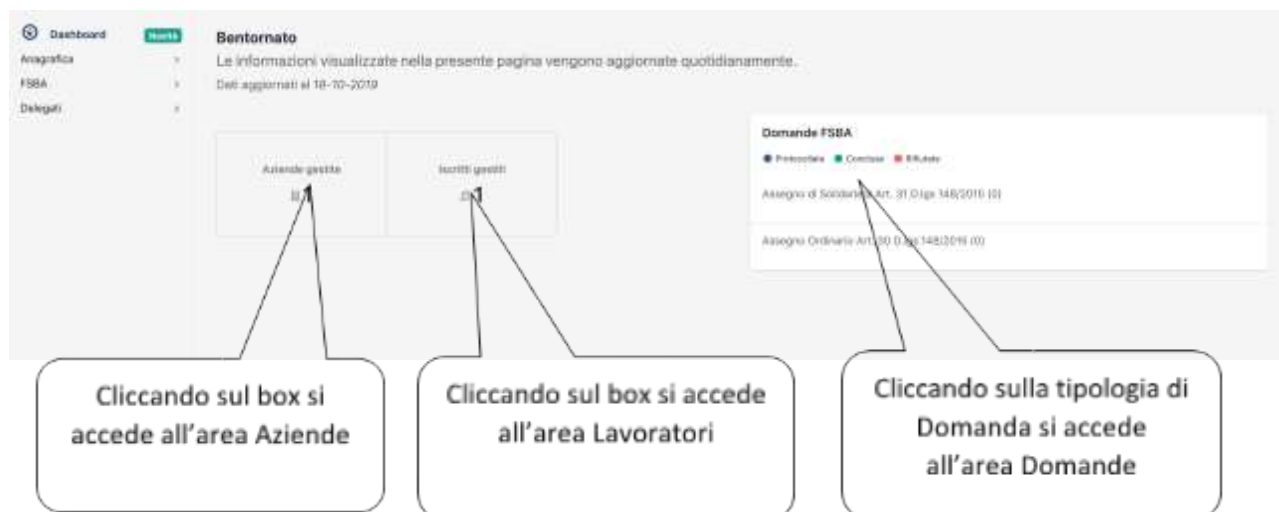 Dashboard
Novità
Anagrafica
FSBA
Delegati
Bentornato
Le informazioni visualizzate nella presente pagina vengono aggiornate quotidianamente.
Dati aggiornati al 18-10-2019
Aziende gestite
1
Iscritti gestiti
1
Domande FSBA
Protocollate Concluse Rifiutate
Assegno di Solidarietà Art. 31 D.lgs 148/2015 (0)
Assegno Ordinario Art. 30 D.lgs 148/2015 (0)
Cliccando sul box si
accede all’area Aziende
Cliccando sul box si accede
all’area Lavoratori
Cliccando sulla tipologia di
Domanda si accede
all’area Domande